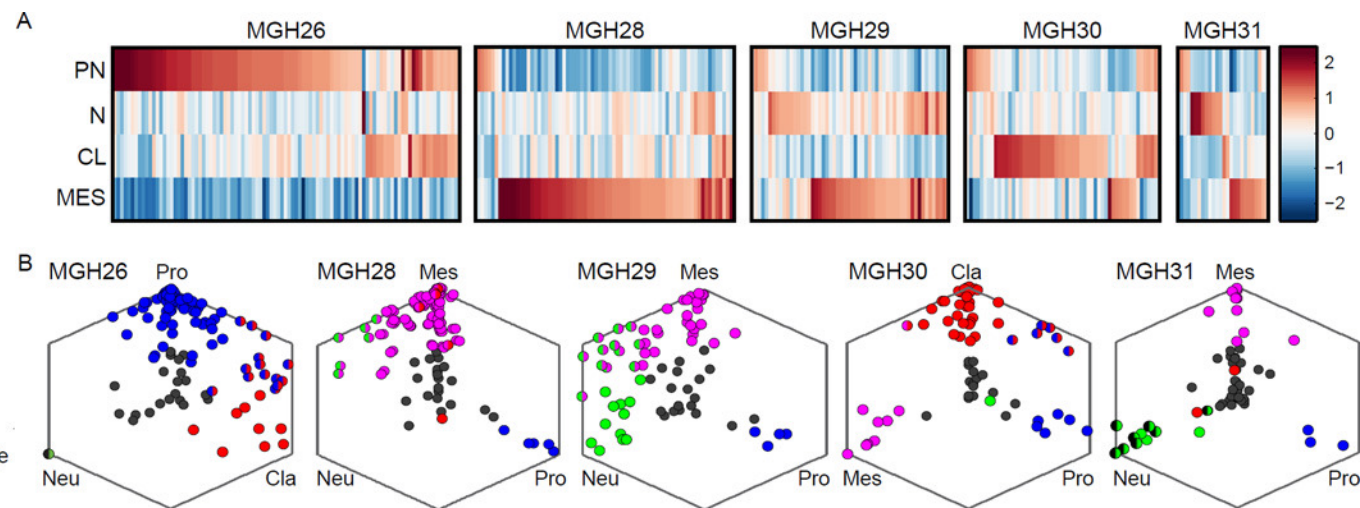 A
MGH26 MGH28 MGH29 MGH30 MGH31
PN
N
CL
MES
2
1
0
-1
-2
B
MGH26 Pro MGH28 Mes MGH29 Mes MGH30 Cla MGH31 Mes
e
Neu Cla Neu Pro Neu Pro Mes Pro Neu Pro